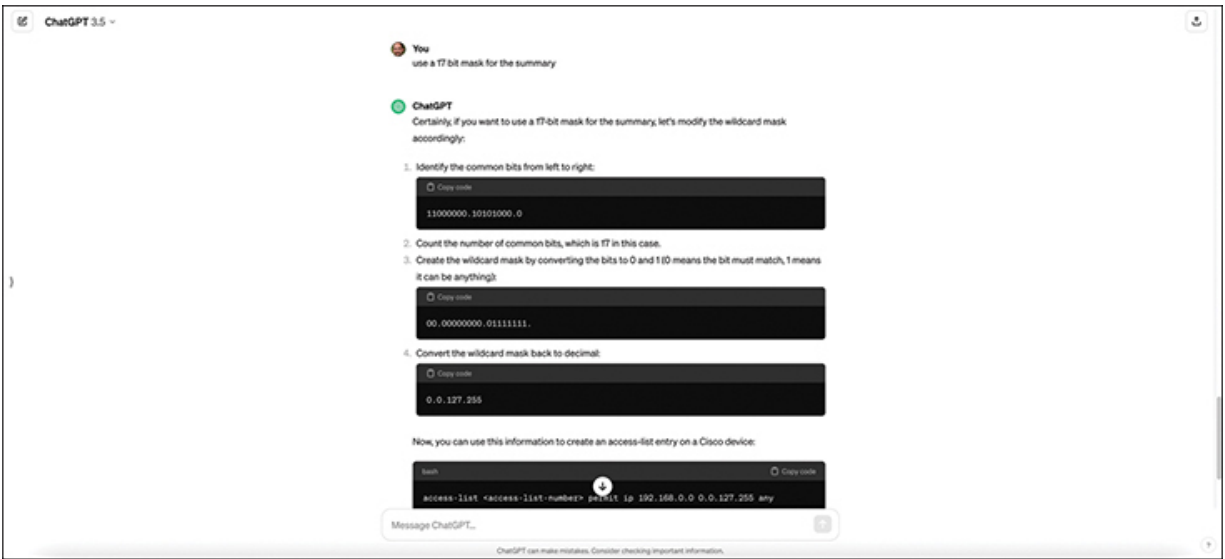 ChatGPT 3.5
You
use a 17 bit mask for the summary
ChatGPT
Certainly, if you want to use a 17-bit mask for the summary, let's modify the wildcard mask
accordingly:
1. Identify the common bits from left to right:
Copy code
11000000.10101000.0
2. Count the number of common bits, which is 17 in this case.
3. Create the wildcard mask by converting the bits to 0 and 1 (0 means the bit must match, 1 means
it can be anything):
Copy code
00.00000000.01111111.
4. Convert the wildcard mask back to decimal:
Copy code
0.0.127.255
Now, you can use this information to create an access-list entry on a Cisco device:
bash Copy code
access-list <access-list-number> permit ip 192.168.0.0 0.0.127.255 any
Message ChatGPT...
ChatGPT can make mistakes. Consider checking important information.
?